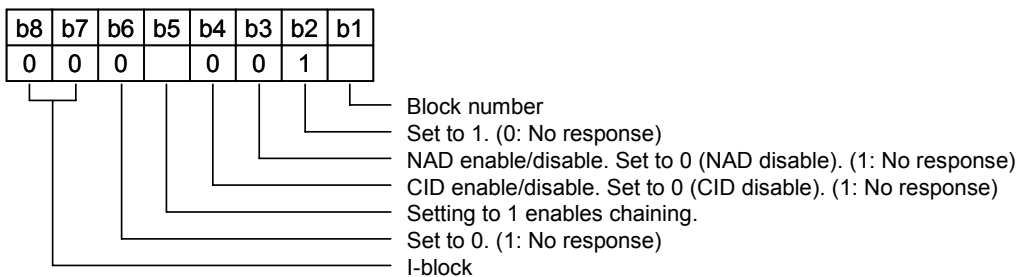 b8 b7 b6 b5 b4 b3 b2 b1
0 0 0 0 0 1
Block number
Set to 1. (0: No response)
NAD enable/disable. Set to 0 (NAD disable). (1: No response)
CID enable/disable. Set to 0 (CID disable). (1: No response)
Setting to 1 enables chaining.
Set to 0. (1: No response)
I-block